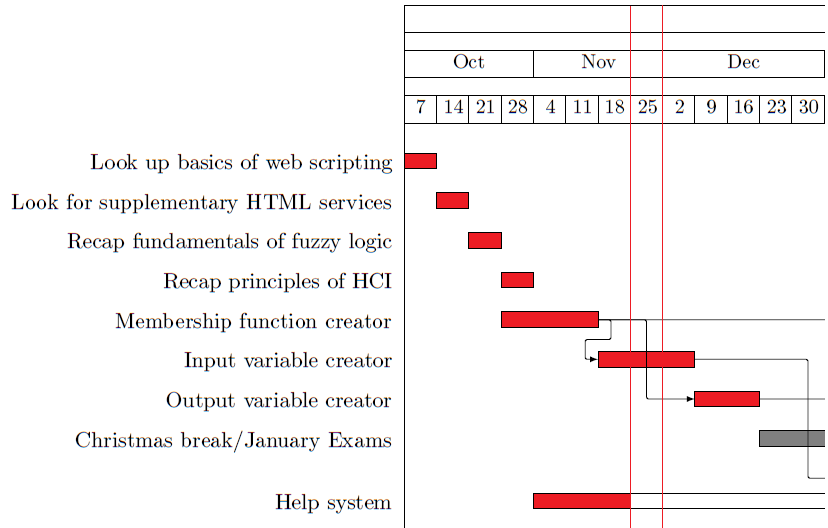 Oct Nov Dec
7 14 21 28 4 11 18 25 2 9 16 23 30
Look up basics of web scripting
Look for supplementary HTML services
Recap fundamentals of fuzzy logic
Recap principles of HCI
Membership function creator
Input variable creator
Output variable creator
Christmas break/January Exams
Help system